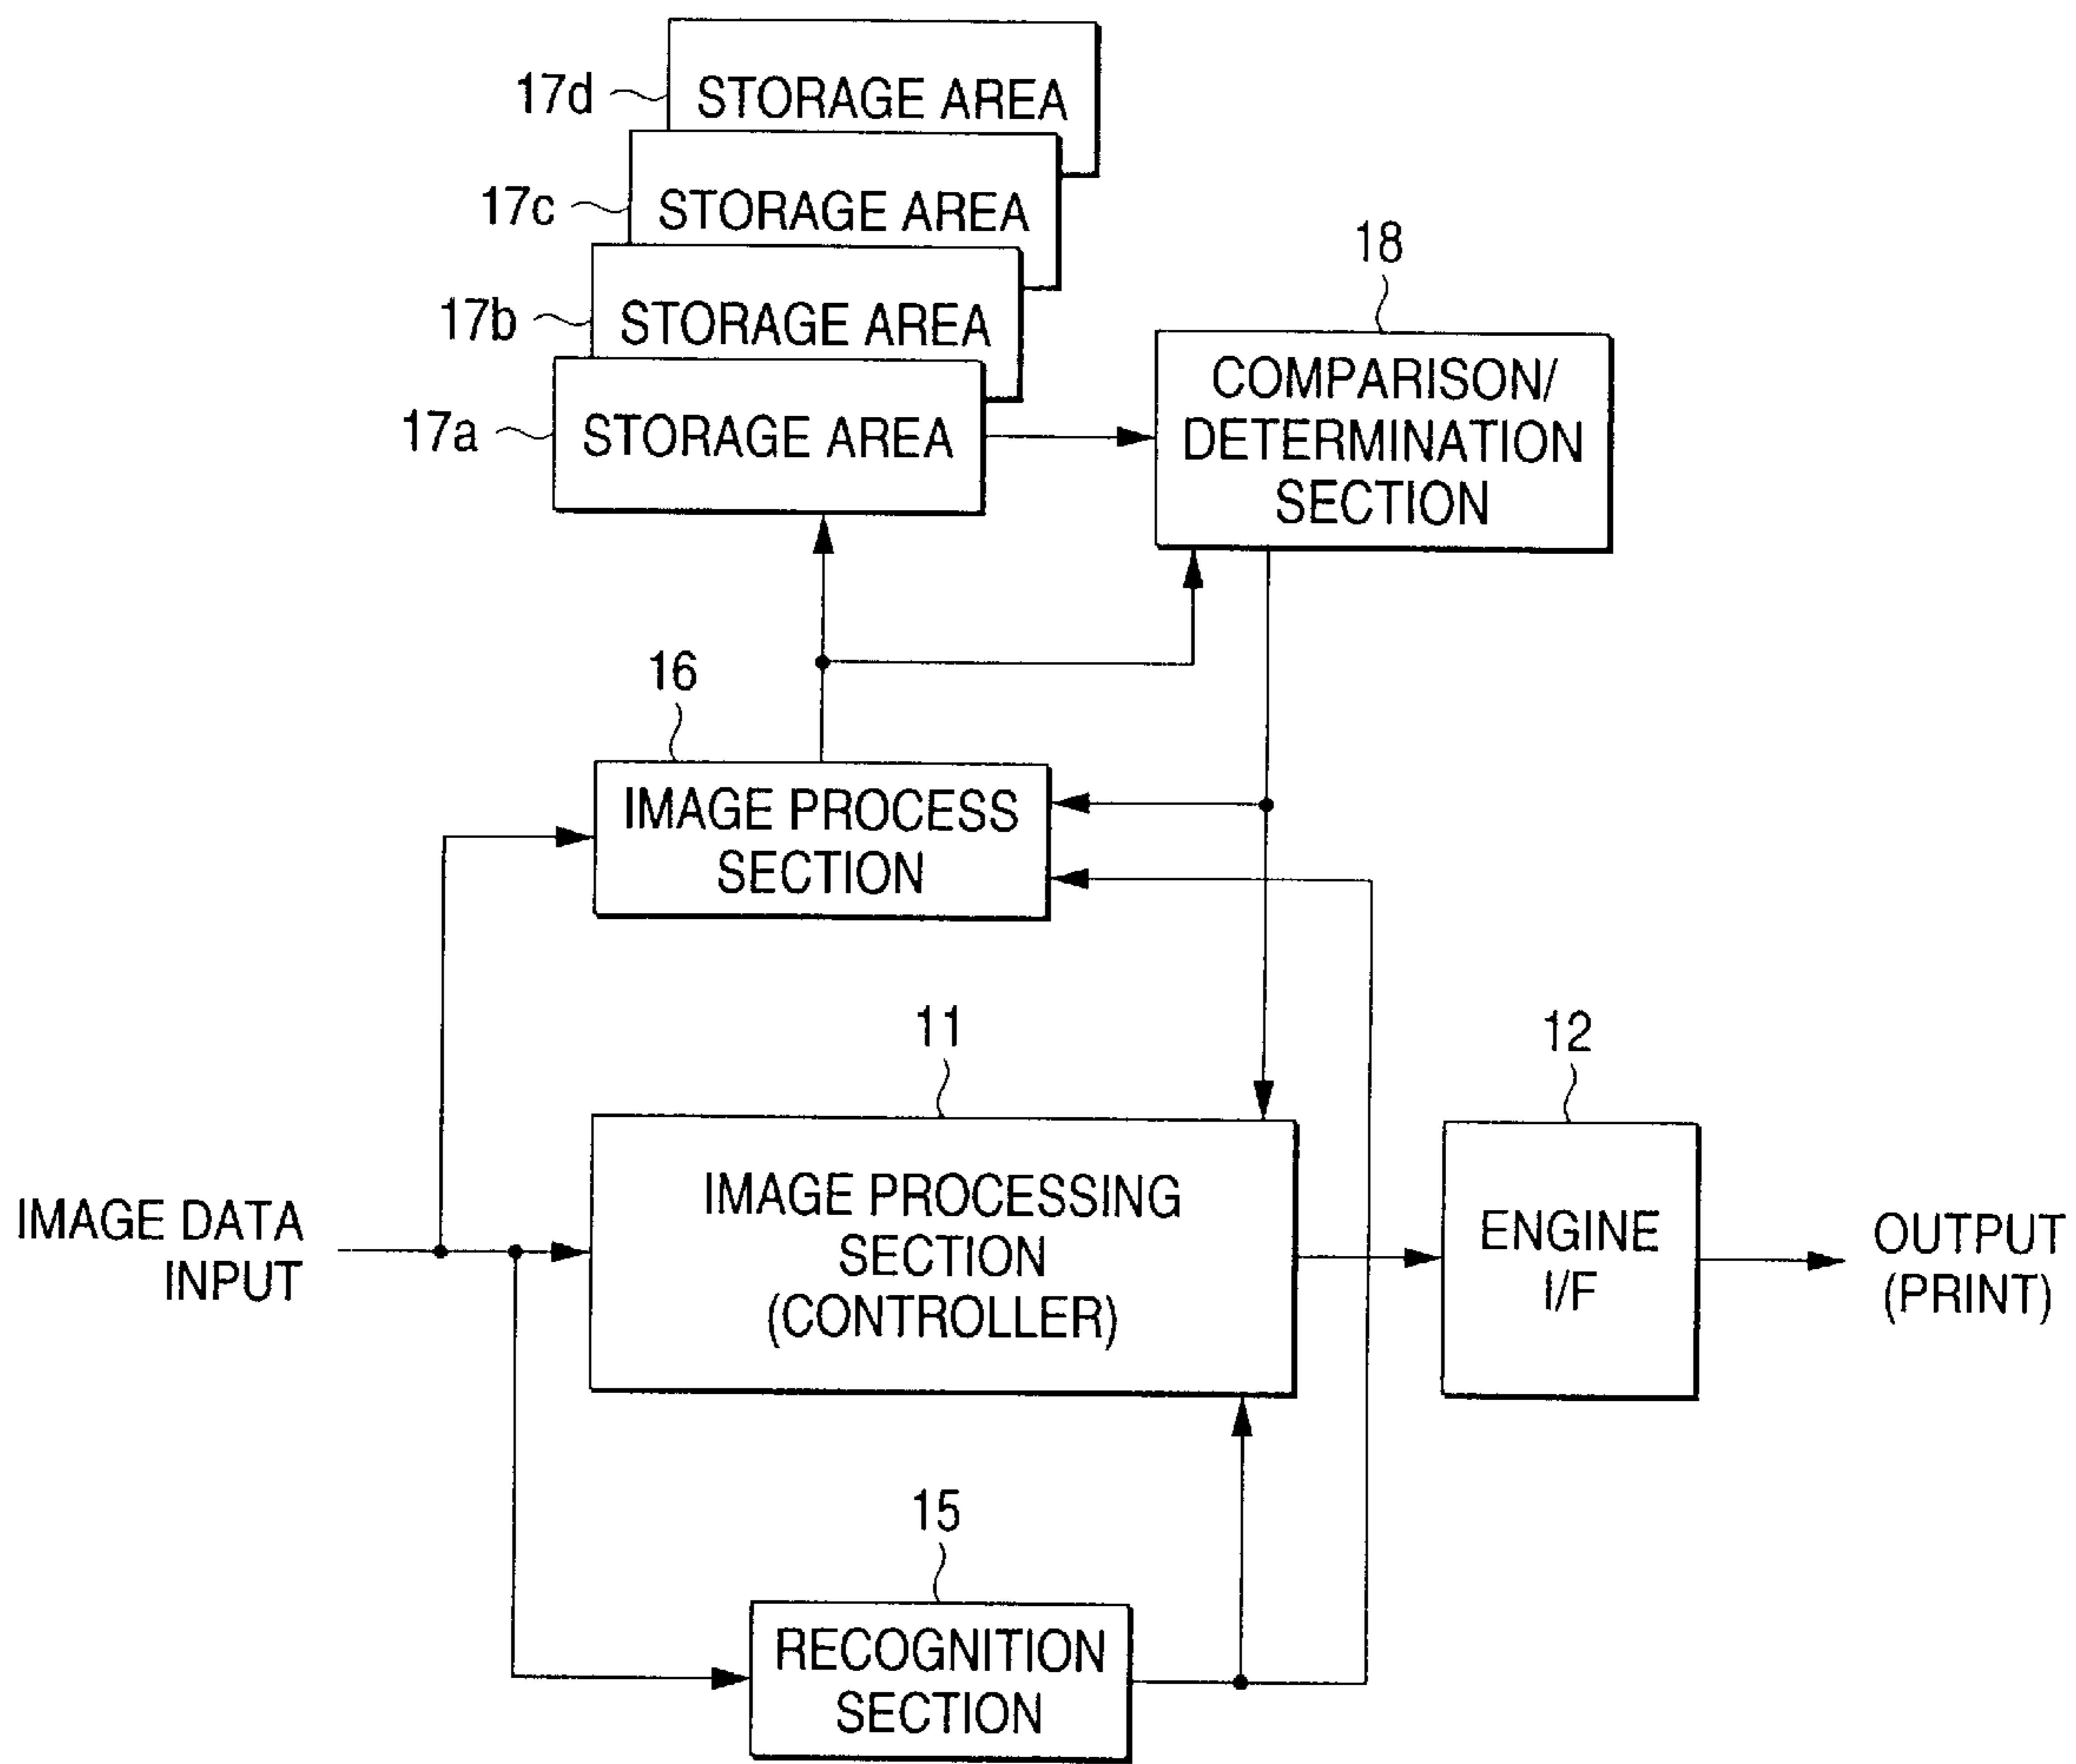 17d
STORAGE AREA
17c
STORAGE AREA
17b
STORAGE AREA
17a
STORAGE AREA
18
COMPARISON/
DETERMINATION
SECTION
16
IMAGE PROCESS
SECTION
11
IMAGE PROCESSING
SECTION
(CONTROLLER)
12
ENGINE
I/F
IMAGE DATA
INPUT
OUTPUT
(PRINT)
15
RECOGNITION
SECTION